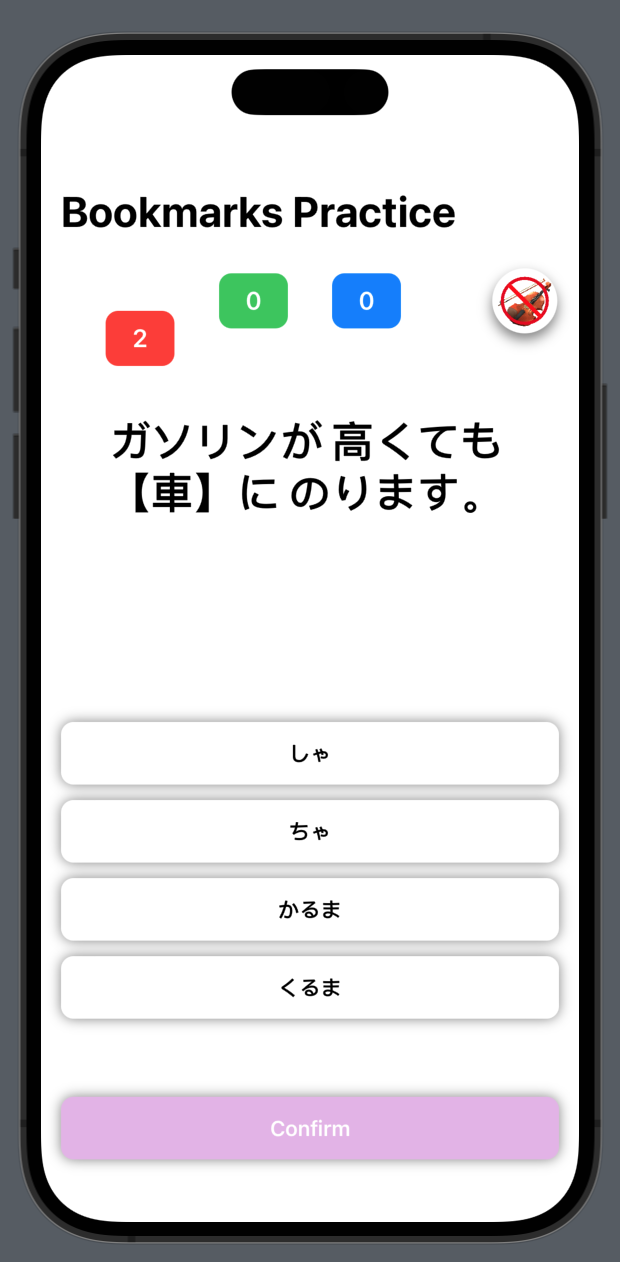 Bookmarks Practice
2
0
0
ガソリンが 高くても
【車】に のります。
しゃ
ちゃ
かるま
くるま
Confirm